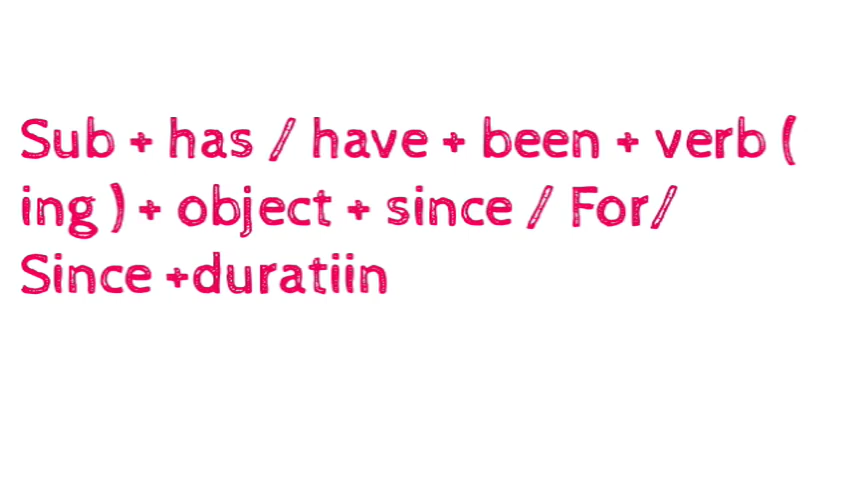 Sub + has / have + been + verb (
ing ) + object + since / For/
Since +duratiin